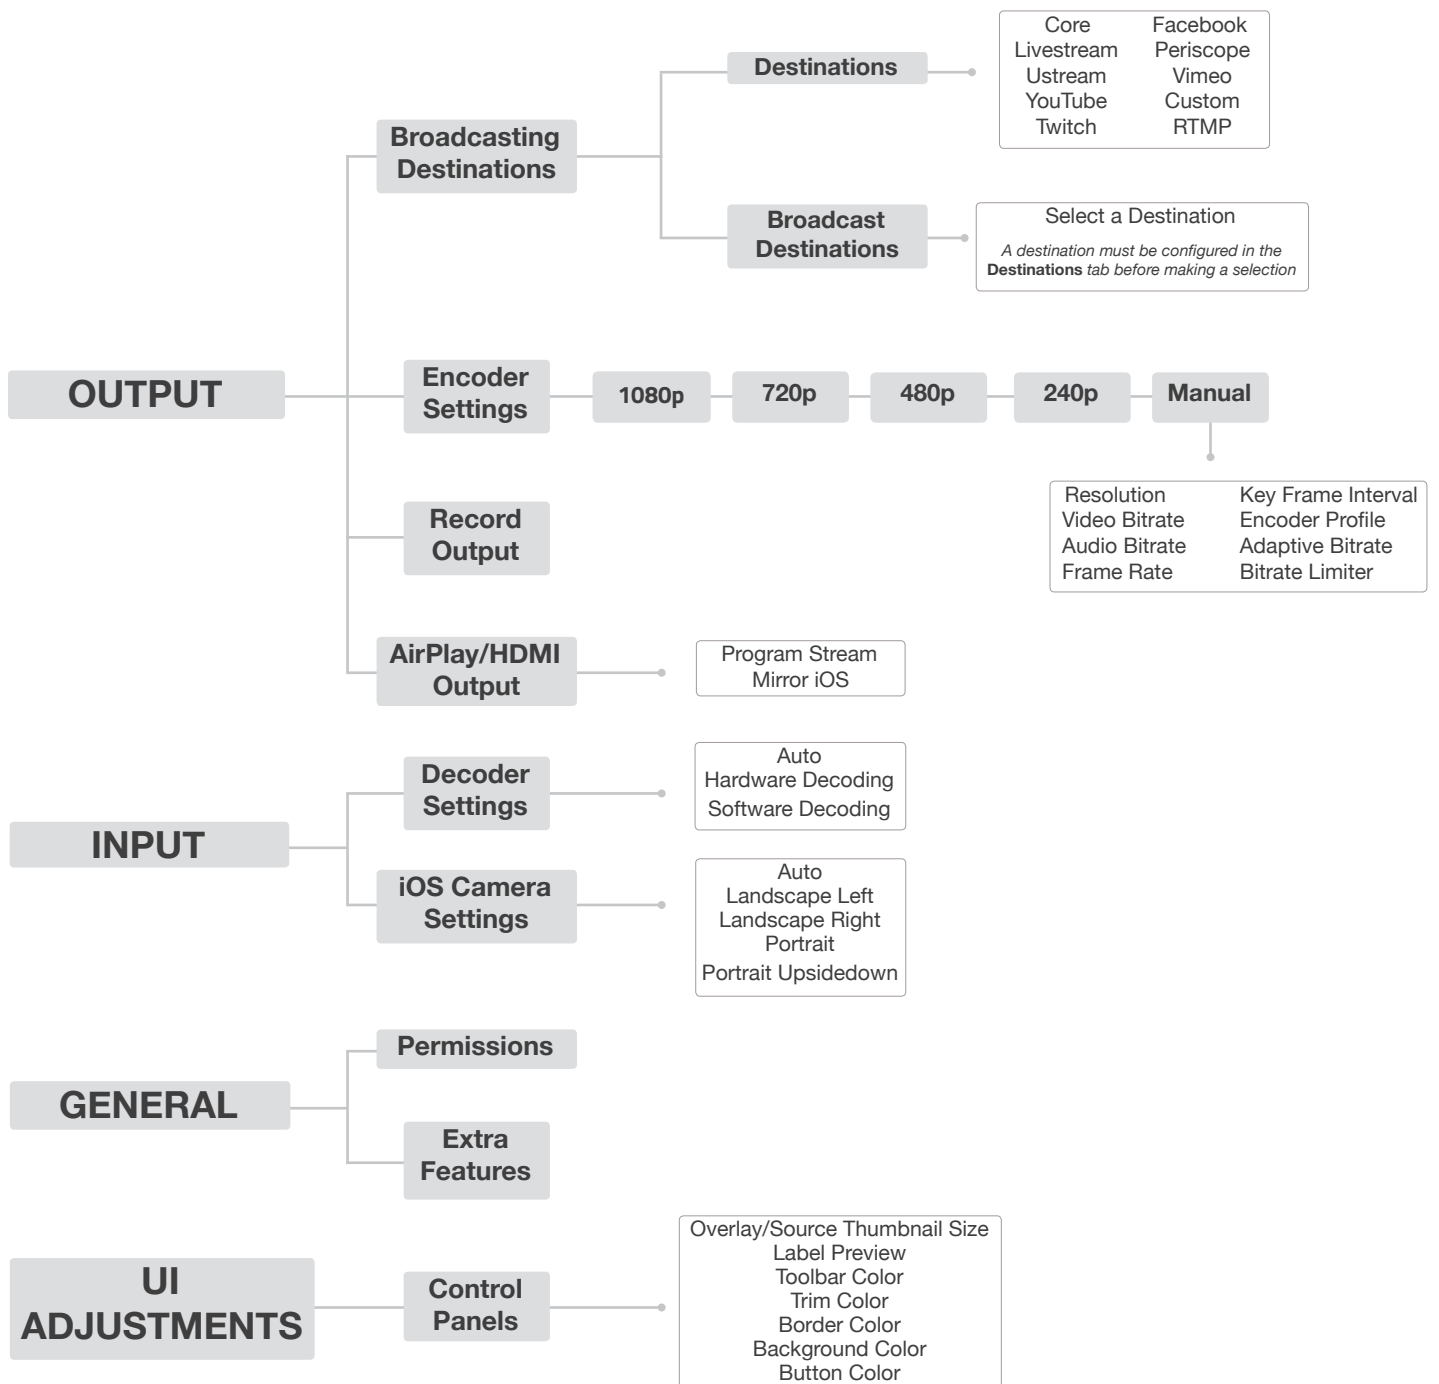 Destinations
Core
Livestream
Ustream
YouTube
Twitch
Facebook
Periscope
Vimeo
Custom
RTMP
Broadcasting
Destinations
Broadcast
Destinations
Select a Destination
A destination must be configured in the
Destinations tab before making a selection
OUTPUT
Encoder
Settings
1080p
720p
480p
240p
Manual
Resolution
Video Bitrate
Audio Bitrate
Frame Rate
Key Frame Interval
Encoder Profile
Adaptive Bitrate
Bitrate Limiter
Record
Output
AirPlay/HDMI
Output
Program Stream
Mirror iOS
INPUT
Decoder
Settings
Auto
Hardware Decoding
Software Decoding
iOS Camera
Settings
Auto
Landscape Left
Landscape Right
Portrait
Portrait Upsidedown
GENERAL
Permissions
Extra
Features
UI
ADJUSTMENTS
Control
Panels
Overlay/Source Thumbnail Size
Label Preview
Toolbar Color
Trim Color
Border Color
Background Color
Button Color